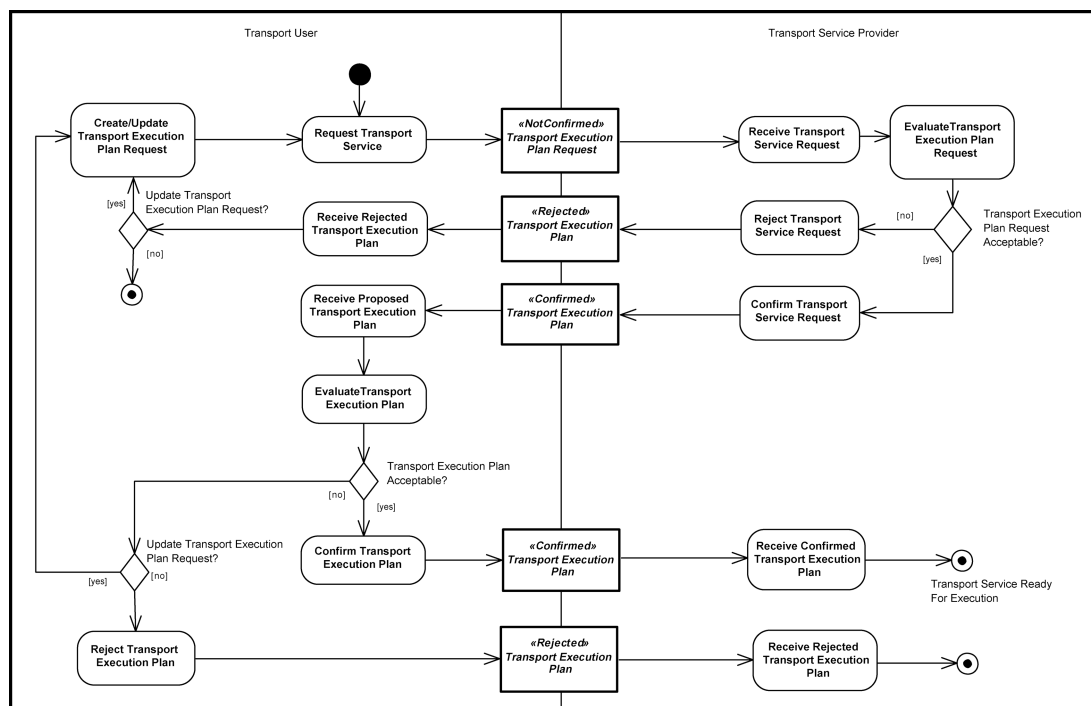 Transport User
Transport Service Provider
Create/Update
Transport Execution
Plan Request
Request Transport
Service
«NotConfirmed»
Transport Execution
Plan Request
Receive Transport
Service Request
EvaluateTransport
Execution Plan
Request
[yes]
Update Transport
Execution Plan Request?
[no]
Receive Rejected
Transport Execution
Plan
«Rejected»
Transport Execution
Plan
Reject Transport
Service Request
[no]
Transport Execution
Plan Request
Acceptable?
[yes]
Receive Proposed
Transport Execution
Plan
«Confirmed»
Transport Execution
Plan
Confirm Transport
Service Request
EvaluateTransport
Execution Plan
Transport Execution Plan
Acceptable?
[no]
[yes]
Update Transport Execution
Plan Request?
[yes]
[no]
Confirm Transport
Execution Plan
«Confirmed»
Transport Execution
Plan
Receive Confirmed
Transport Execution
Plan
Transport Service Ready
For Execution
Reject Transport
Execution Plan
«Rejected»
Transport Execution
Plan
Receive Rejected
Transport Execution
Plan